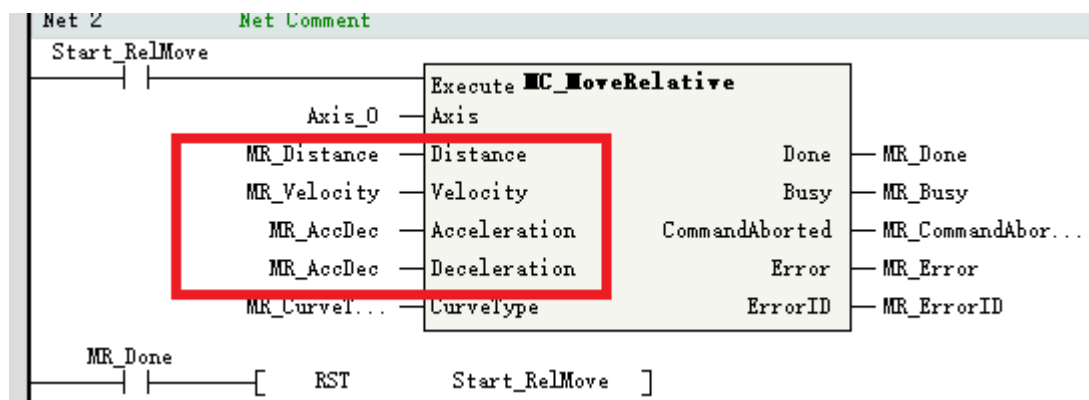 Net 2 Net Comment
Start_RelMove
Execute MC_MoveRelative
Axis_0 Axis
MR_Distance Distance Done MR_Done
MR_Velocity Velocity Busy MR_Busy
MR_AccDec Acceleration CommandAborted MR_CommandAbor...
MR_AccDec Deceleration Error MR_Error
MR_CurveT... CurveType ErrorID MR_ErrorID
MR_Done
[ RST Start_RelMove ]